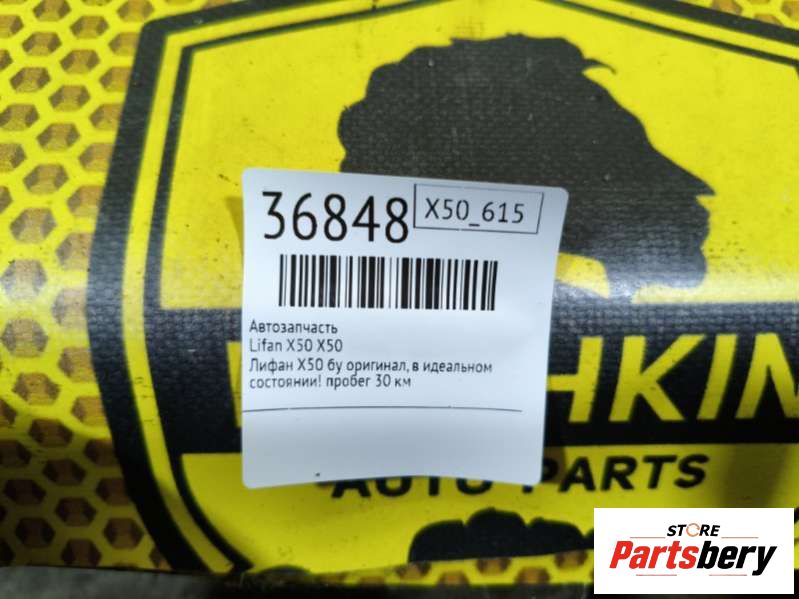 36848
X50_615
Автозапчасть
Lifan X50 X50
Лифан Х50 бу оригинал, в идеальном
состоянии! пробег 30 км
AUTO PARTS
STORE
Partsbery